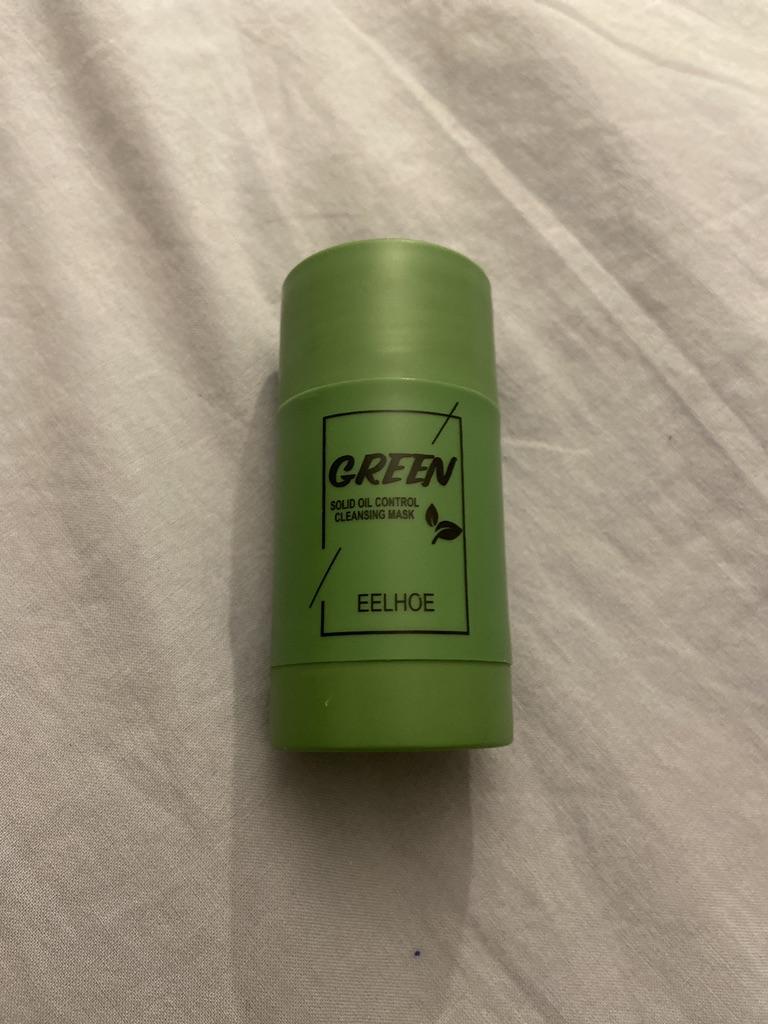 GREEN
SOLID OIL CONTROL
CLEANSING MASK
EELHOE